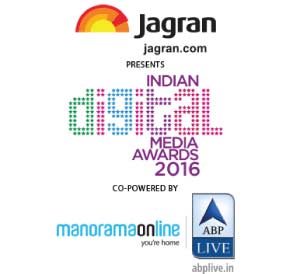 Jagran
jagran.com
PRESENTS
INDIAN
digital
MEDIA
AWARDS
2016
CO-POWERED BY
manoramaonline
you're home
ABP
LIVE
abplive.in